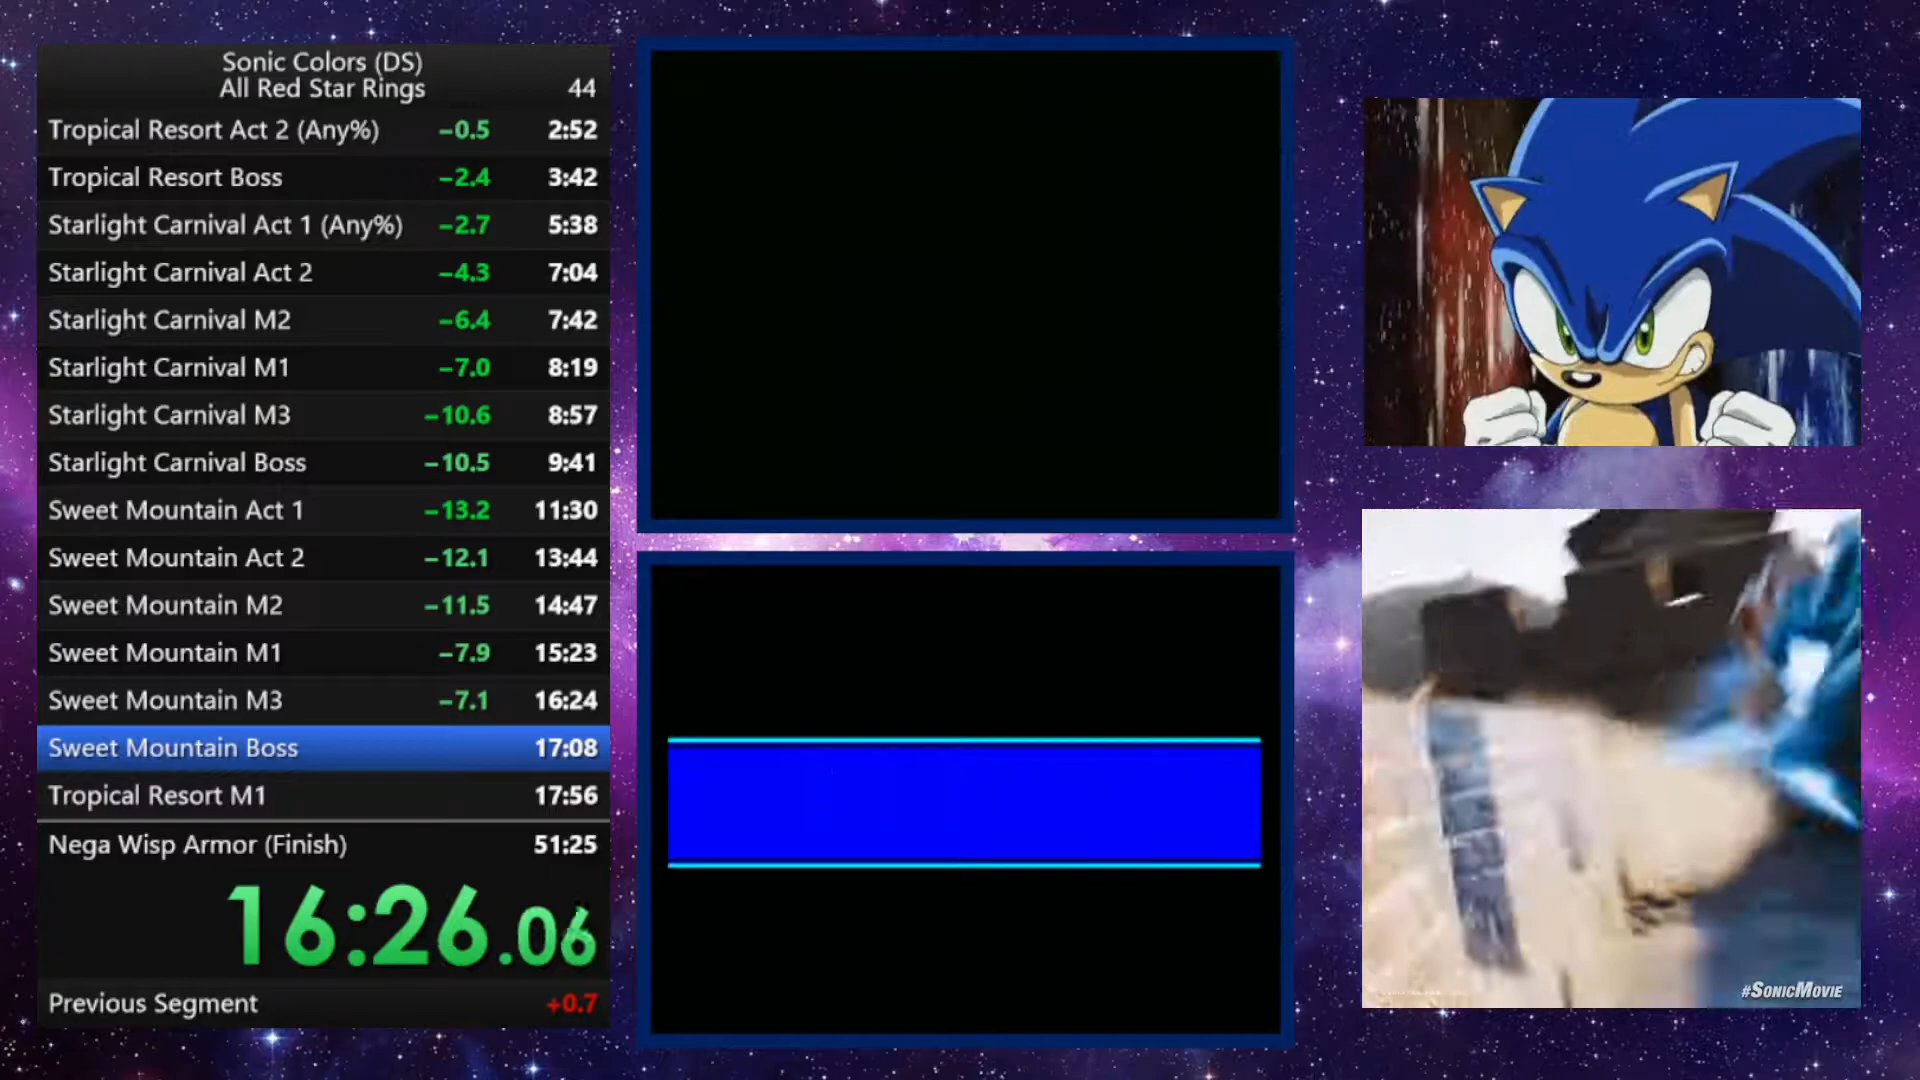 Sonic Colors (DS)
All Red Star Rings 44
Tropical Resort Act 2 (Any%) −0.5 2:52
Tropical Resort Boss −2.4 3:42
Starlight Carnival Act 1 (Any%) −2.7 5:38
Starlight Carnival Act 2 −4.3 7:04
Starlight Carnival M2 −6.4 7:42
Starlight Carnival M1 −7.0 8:19
Starlight Carnival M3 −10.6 8:57
Starlight Carnival Boss −10.5 9:41
Sweet Mountain Act 1 −13.2 11:30
Sweet Mountain Act 2 −12.1 13:44
Sweet Mountain M2 −11.5 14:47
Sweet Mountain M1 −7.9 15:23
Sweet Mountain M3 −7.1 16:24
Sweet Mountain Boss 17:08
Tropical Resort M1 17:56
Nega Wisp Armor (Finish) 51:25
16:26.06
Previous Segment +0.7
#SONICMOVIE